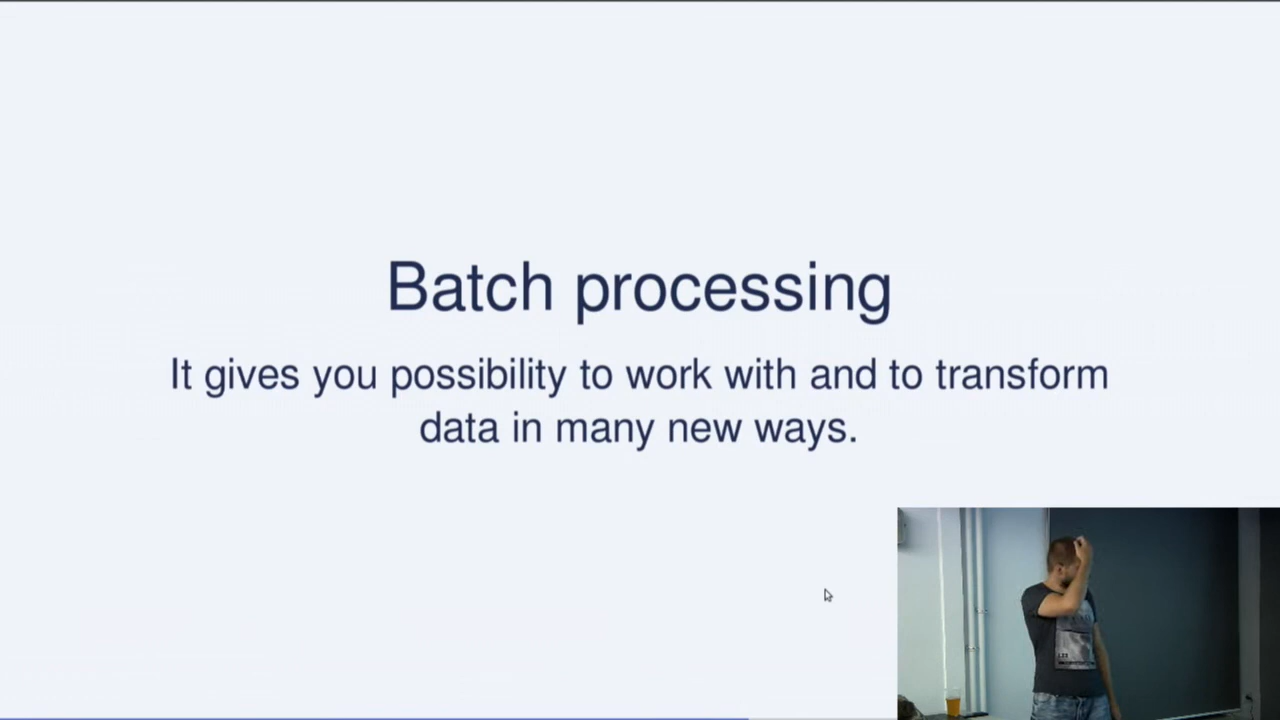 Batch processing
It gives you possibility to work with and to transform
data in many new ways.